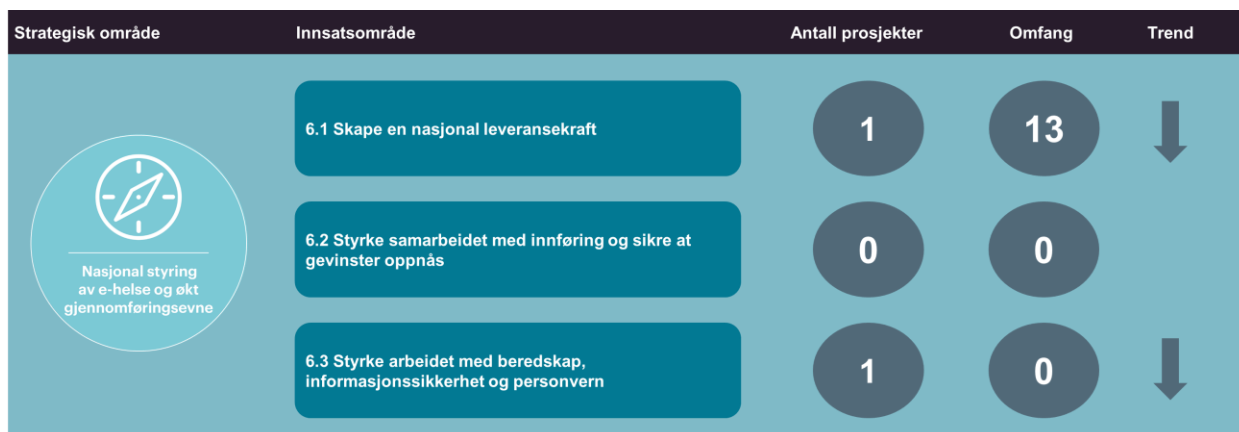 Strategisk område Innsatsområde Antall prosjekter Omfang Trend
6.1 Skape en nasjonal leveransekraft 1 13
Nasjonal styring
av e-helse og økt
gjennomføringsevne
6.2 Styrke samarbeidet med innføring og sikre at
gevinster oppnås
0 0
6.3 Styrke arbeidet med beredskap,
informasjonssikkerhet og personvern
1 0